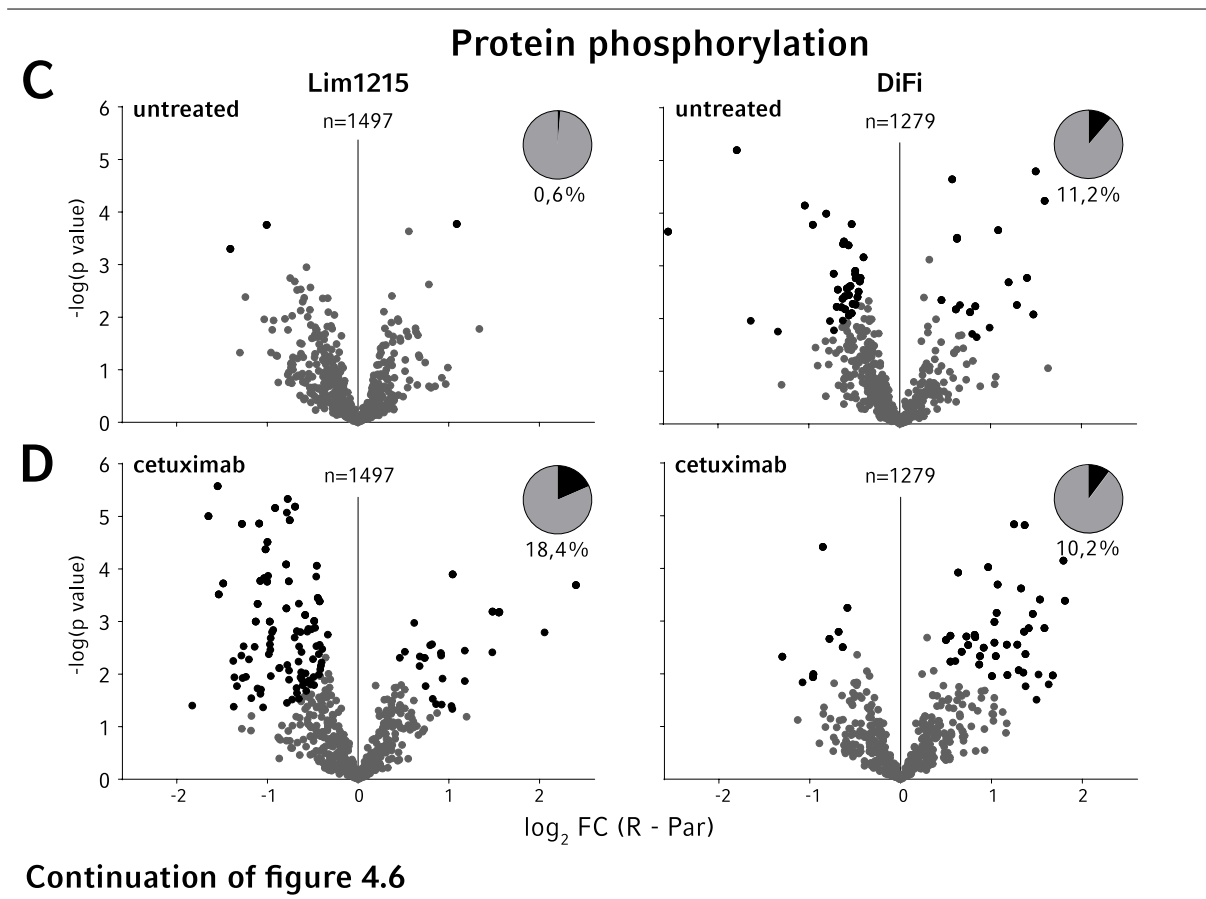 Protein phosphorylation
C
Lim1215
DiFi
untreated
n=1497
0,6%
untreated
n=1279
11,2%
-log(p value)
6
5
4
3
2
1
0
D
cetuximab
n=1497
18,4%
cetuximab
n=1279
10,2%
-log(p value)
6
5
4
3
2
1
0
-2 -1 0 1 2
-2 -1 0 1 2
log2 FC (R - Par)
Continuation of figure 4.6